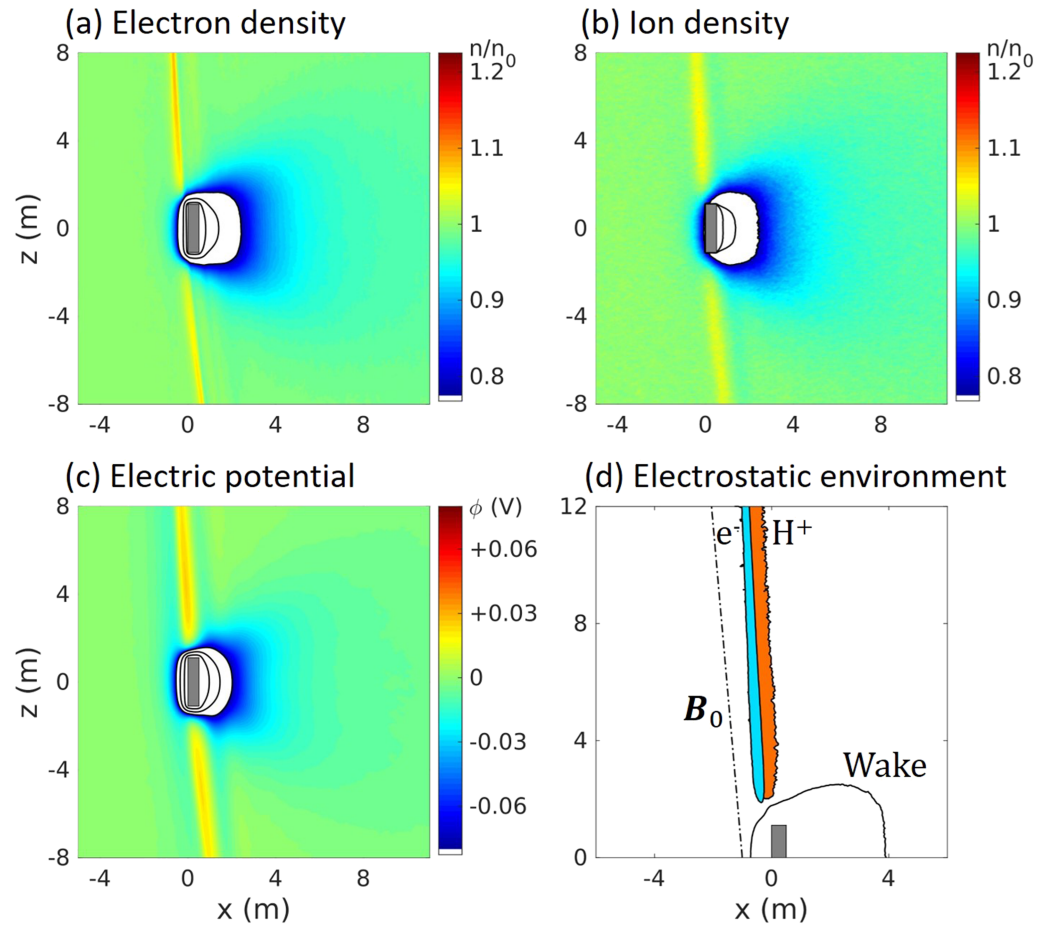 (a) Electron density
(b) Ion density
8
4
0
-4
-8
z (m)
-4 0 4 8
n/n0
1.20
1.1
1
0.9
0.8
8
4
0
-4
-8
z (m)
-4 0 4 8
n/n0
1.20
1.1
1
0.9
0.8
(c) Electric potential
(d) Electrostatic environment
8
4
0
-4
-8
z (m)
-4 0 4 8
x (m)
ϕ (V)
+0.06
+0.03
0
-0.03
-0.06
12
8
4
0
-4 0 4
x (m)
e- H+
B0
Wake